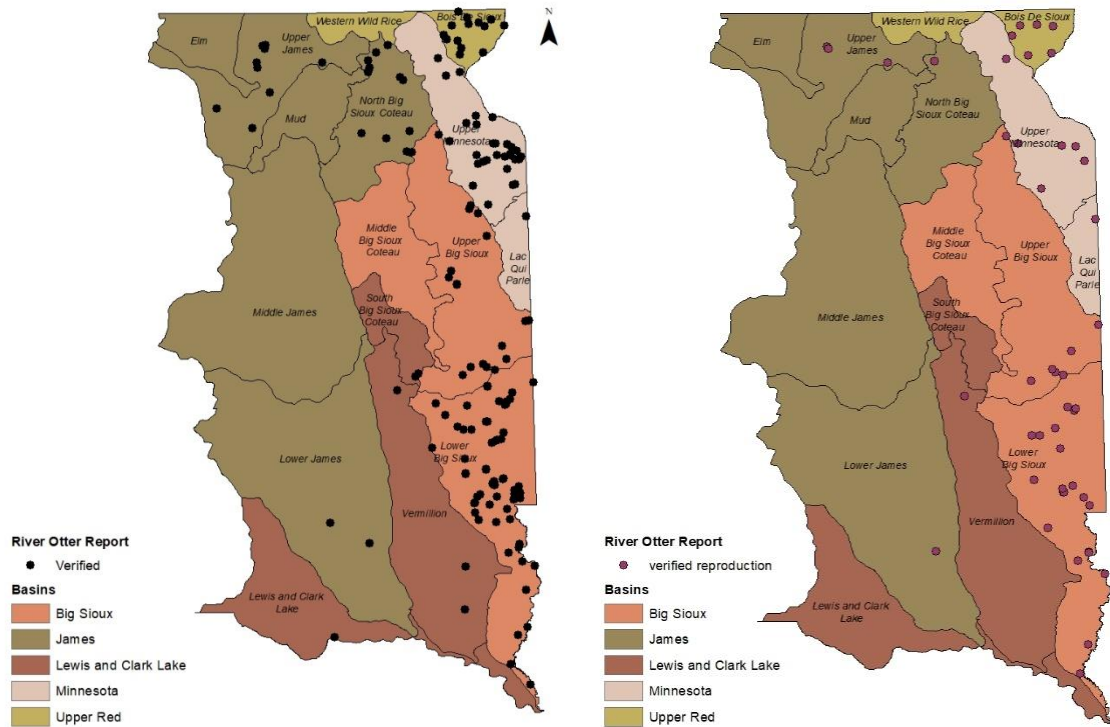 N
Western Wild Rice
Bois De Sioux
Elm
Upper
James
North Big
Sioux Coteau
Mud
Upper
Minnesota
Middle
Big Sioux
Coteau
Upper
Big Sioux
Lac
Qui
Parle
South
Big Sioux
Coteau
Middle James
Lower James
Lower
Big Sioux
Vermillion
Lewis and Clark
Lake
River Otter Report
Verified
Basins
Big Sioux
James
Lewis and Clark Lake
Minnesota
Upper Red
Western Wild Rice
Bois De Sioux
Elm
Upper
James
North Big
Sioux Coteau
Mud
Upper
Minnesota
Middle
Big Sioux
Coteau
Upper
Big Sioux
Lac
Qui
Parle
South
Big Sioux
Coteau
Middle James
Lower James
Lower
Big Sioux
Vermillion
Lewis and Clark
Lake
River Otter Report
verified reproduction
Basins
Big Sioux
James
Lewis and Clark Lake
Minnesota
Upper Red